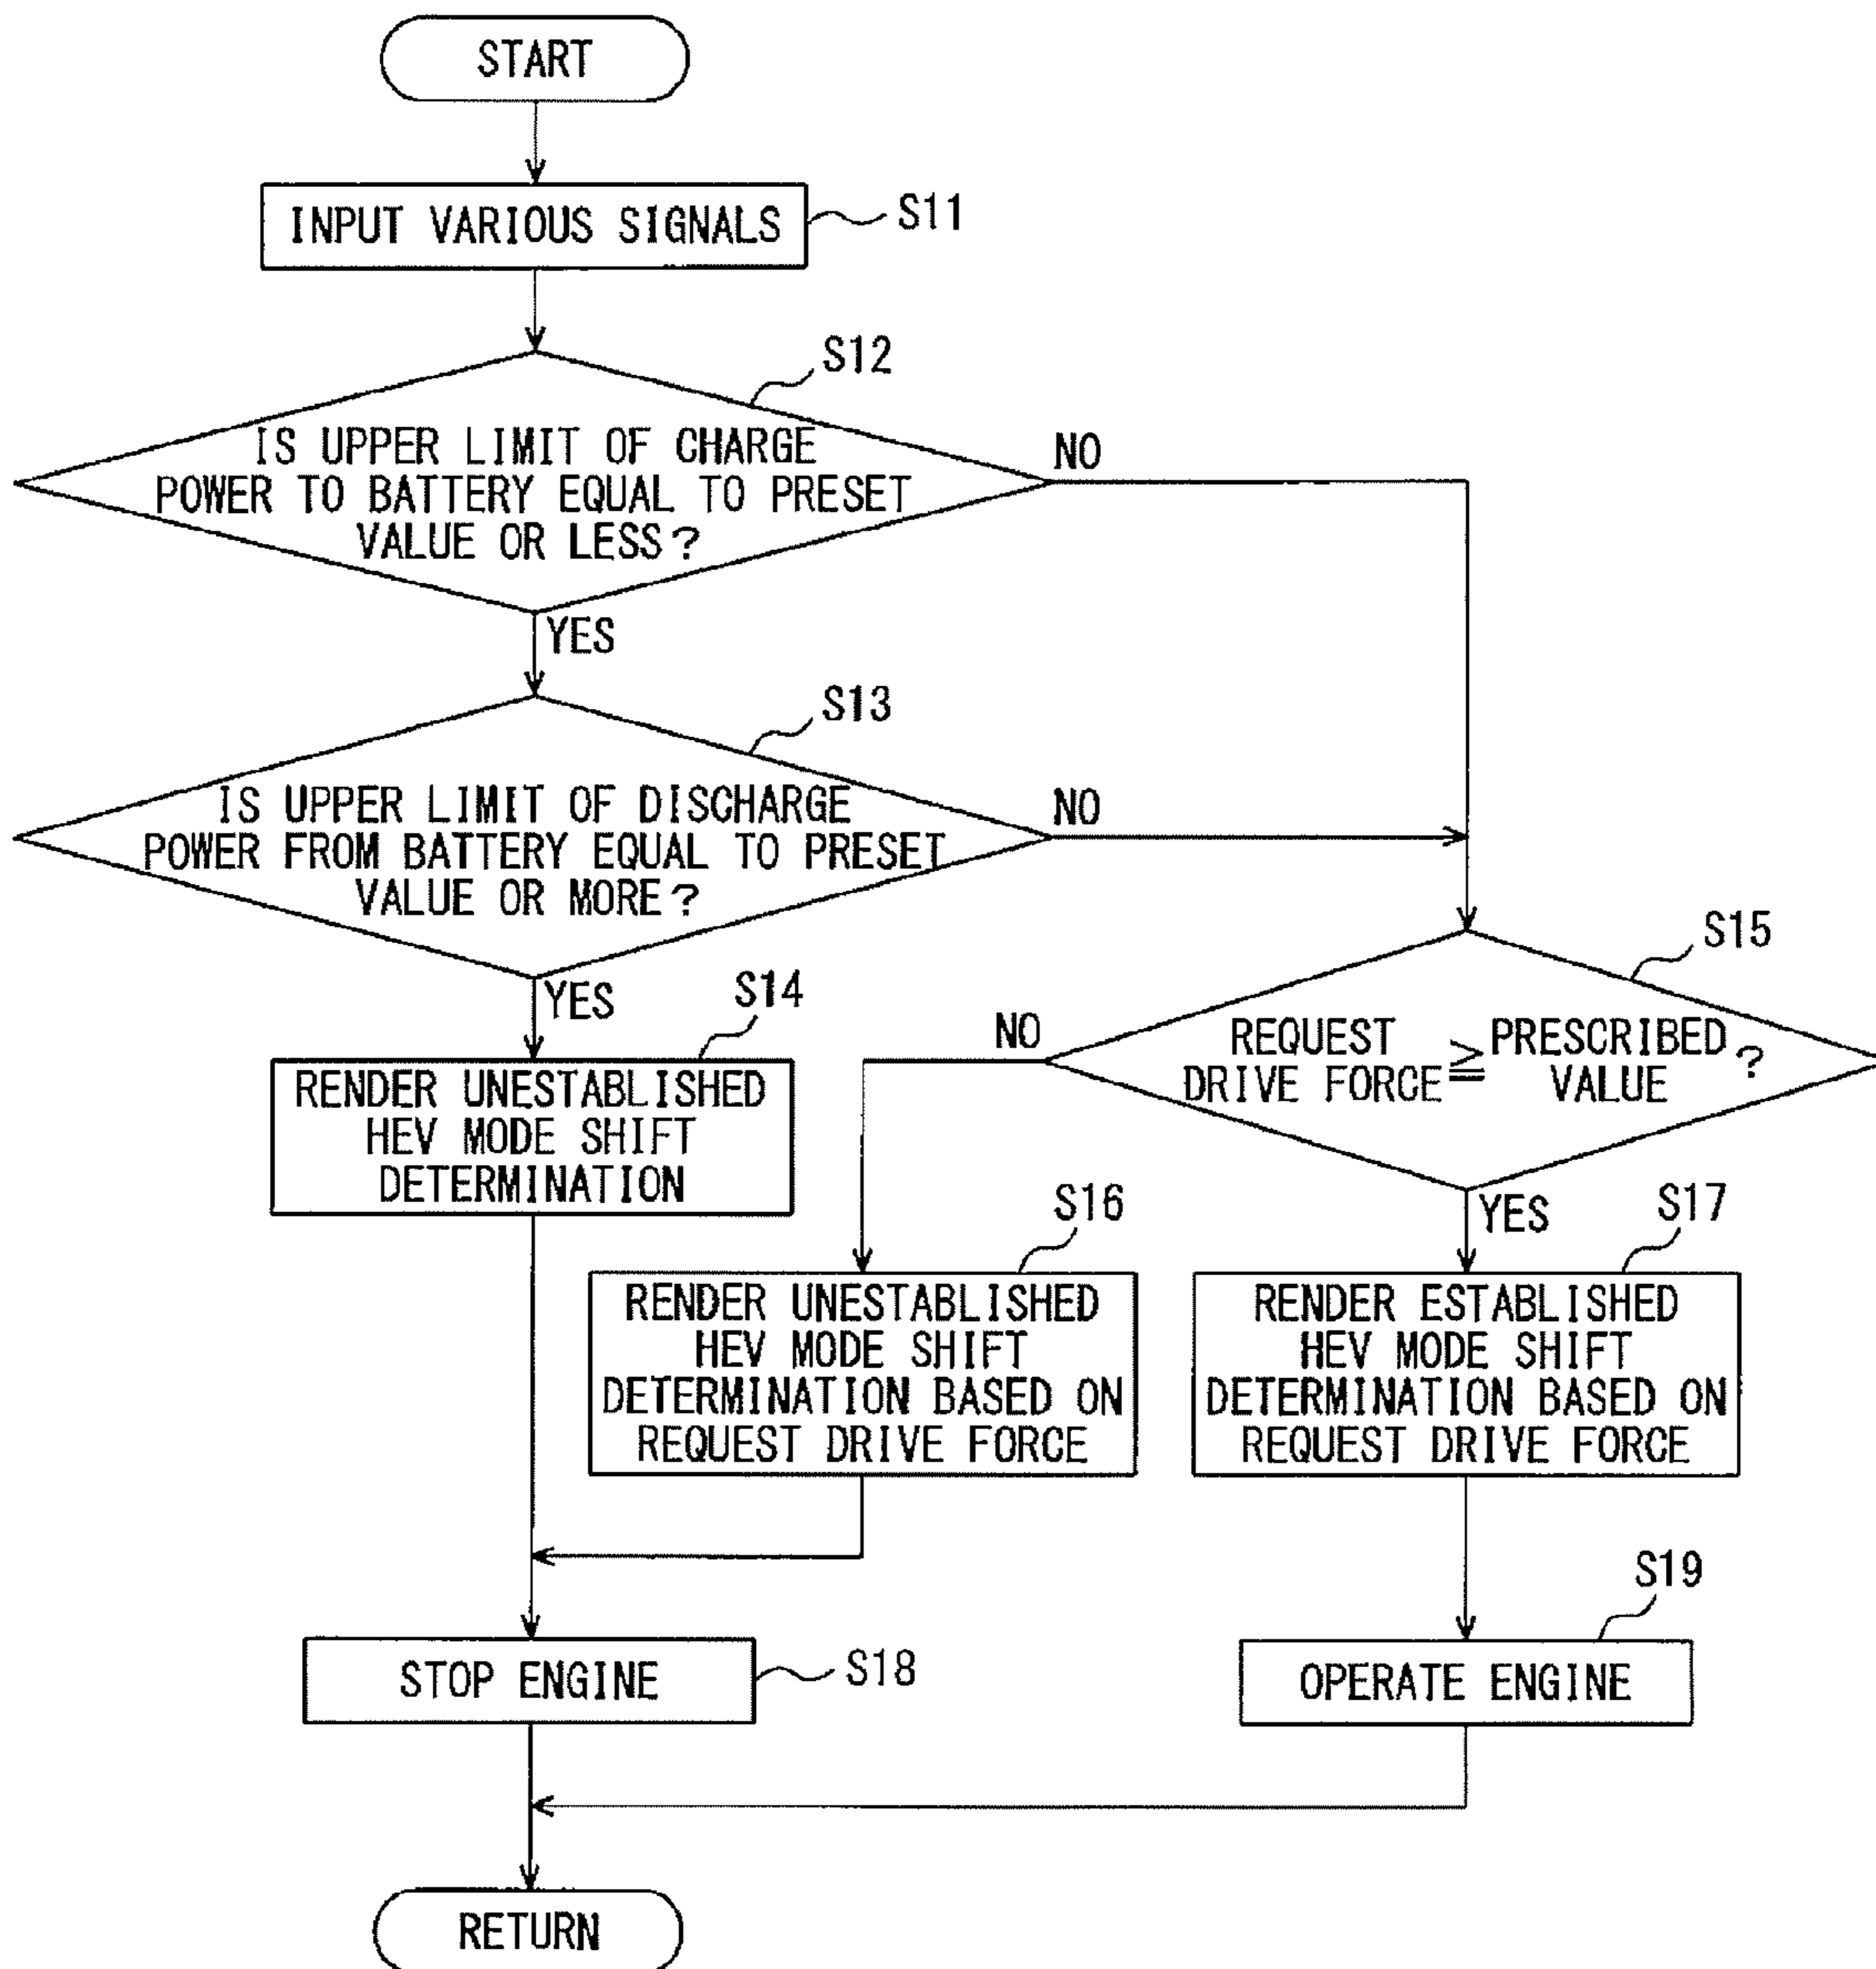 START
INPUT VARIOUS SIGNALS
S11
S12
IS UPPER LIMIT OF CHARGE
POWER TO BATTERY EQUAL TO PRESET
VALUE OR LESS?
NO
YES
S13
IS UPPER LIMIT OF DISCHARGE
POWER FROM BATTERY EQUAL TO PRESET
VALUE OR MORE?
NO
YES
S14
RENDER UNESTABLISHED
HEV MODE SHIFT
DETERMINATION
S15
REQUEST
DRIVE FORCE
≧
PRESCRIBED
VALUE
?
NO
YES
S16
RENDER UNESTABLISHED
HEV MODE SHIFT
DETERMINATION BASED ON
REQUEST DRIVE FORCE
S17
RENDER ESTABLISHED
HEV MODE SHIFT
DETERMINATION BASED ON
REQUEST DRIVE FORCE
STOP ENGINE
S18
S19
OPERATE ENGINE
RETURN